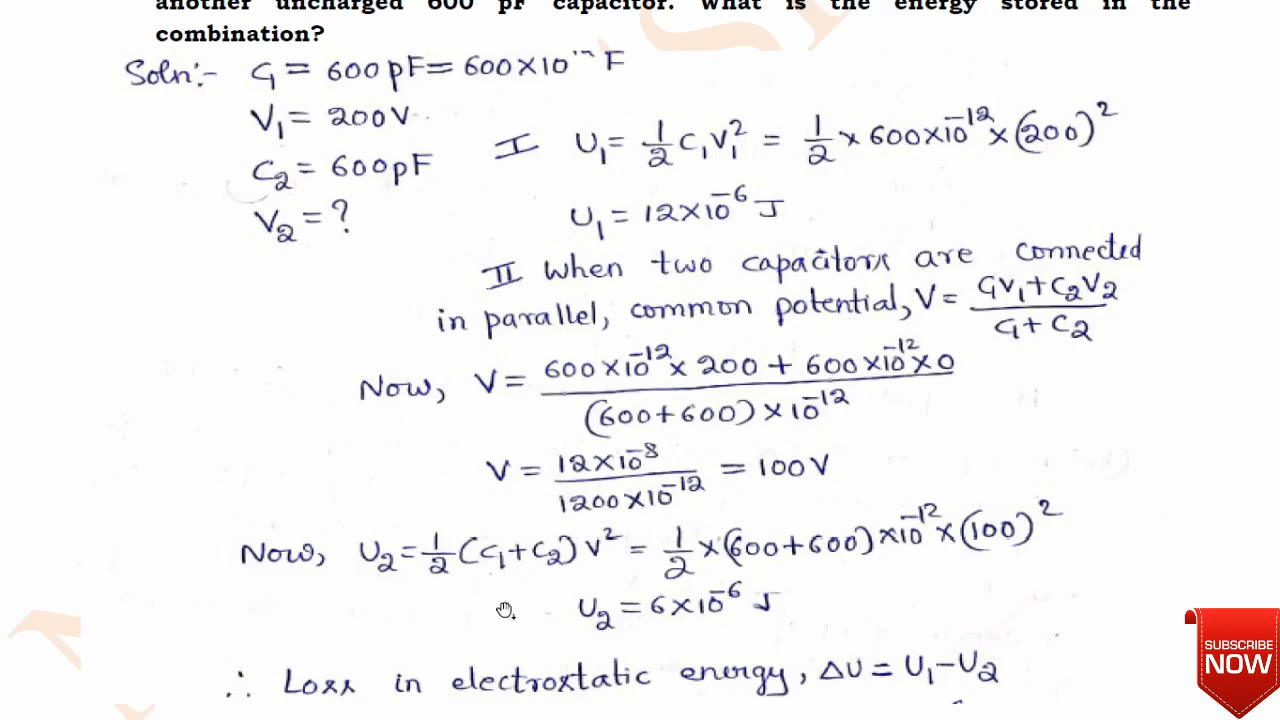 another uncharged 600 pF capacitor. What is the energy stored in the
combination?
Soln:- C₁ = 600 pF = 600×10⁻¹² F
V₁ = 200V
C₂ = 600pF
V₂ = ?
I U₁ = 1/2 C₁V₁² = 1/2 × 600×10⁻¹² × (200)²
U₁ = 12×10⁻⁶ J
II When two capacitors are connected
in parallel, common potential, V = C₁V₁+C₂V₂ / C₁+C₂
Now, V = 600×10⁻¹² × 200 + 600×10⁻¹²×0 / (600+600)×10⁻¹²
V = 12×10⁻⁸ / 1200×10⁻¹² = 100V
Now, U₂ = 1/2 (C₁+C₂) V² = 1/2 × (600+600)×10⁻¹²×(100)²
U₂ = 6×10⁻⁶ J
∴ Loss in electrostatic energy, ΔU = U₁-U₂
SUBSCRIBE
NOW